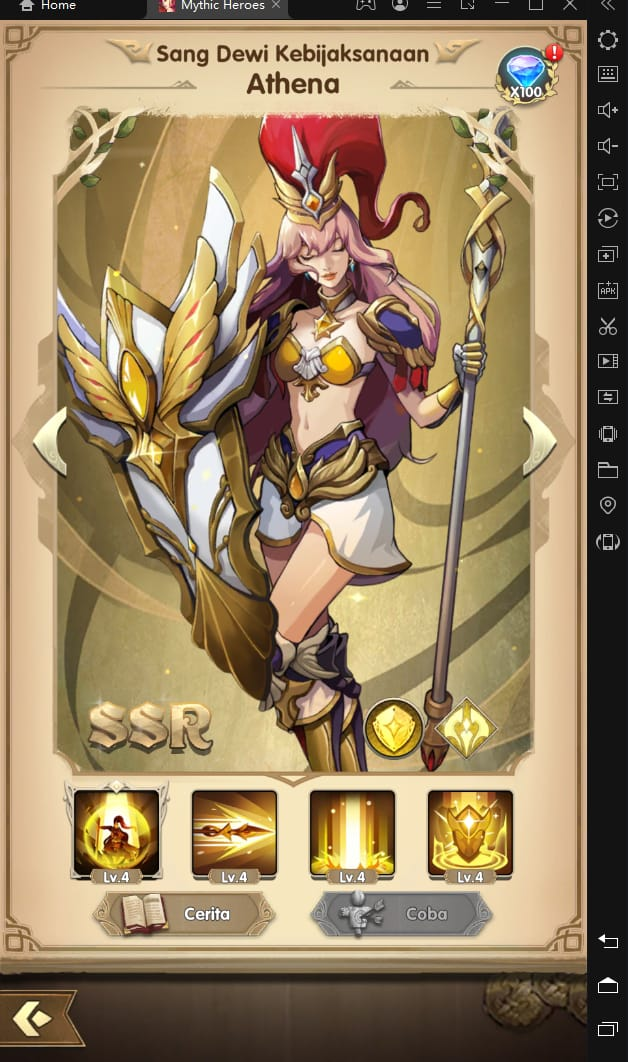 Home
Mythic Heroes
Sang Dewi Kebijaksanaan
Athena
X100
SSR
Lv.4
Lv.4
Lv.4
Lv.4
Cerita
Coba
APK